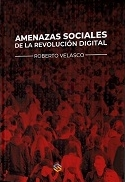 AMENAZAS SOCIALES
DE LA REVOLUCIÓN DIGITAL
ROBERTO VELASCO